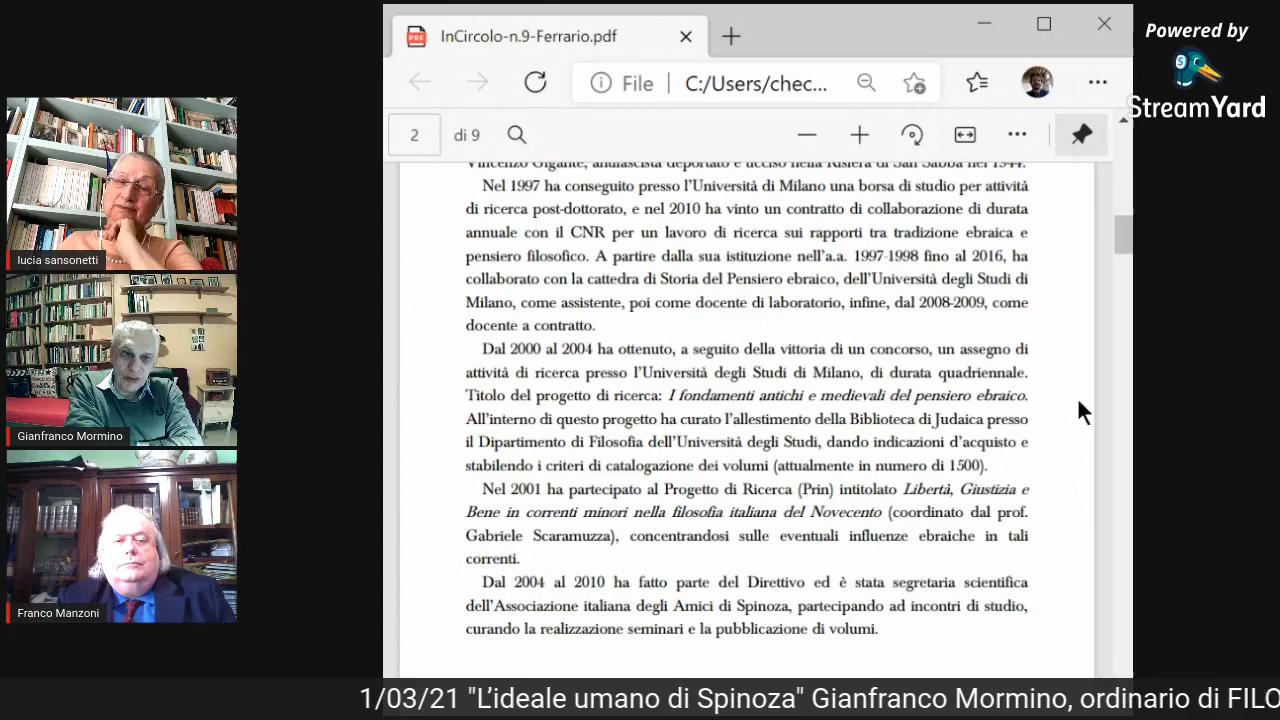 InCircolo-n.9-Ferrario.pdf
Powered by
StreamYard
File
C:/Users/chec...
2 di 9
Vincenzo Gigante, antifascista deportato e ucciso nella Risiera di San Sabba nel 1944.
Nel 1997 ha conseguito presso l'Università di Milano una borsa di studio per attività
di ricerca post-dottorato, e nel 2010 ha vinto un contratto di collaborazione di durata
annuale con il CNR per un lavoro di ricerca sui rapporti tra tradizione ebraica e
pensiero filosofico. A partire dalla sua istituzione nell'a.a. 1997-1998 fino al 2016, ha
collaborato con la cattedra di Storia del Pensiero ebraico, dell'Università degli Studi di
Milano, come assistente, poi come docente di laboratorio, infine, dal 2008-2009, come
docente a contratto.
Dal 2000 al 2004 ha ottenuto, a seguito della vittoria di un concorso, un assegno di
attività di ricerca presso l'Università degli Studi di Milano, di durata quadriennale.
Titolo del progetto di ricerca: I fondamenti antichi e medievali del pensiero ebraico.
All'interno di questo progetto ha curato l'allestimento della Biblioteca di Judaica presso
il Dipartimento di Filosofia dell'Università degli Studi, dando indicazioni d'acquisto e
stabilendo i criteri di catalogazione dei volumi (attualmente in numero di 1500).
Nel 2001 ha partecipato al Progetto di Ricerca (Prin) intitolato Libertà, Giustizia e
Bene in correnti minori nella filosofia italiana del Novecento (coordinato dal prof.
Gabriele Scaramuzza), concentrandosi sulle eventuali influenze ebraiche in tali
correnti.
Dal 2004 al 2010 ha fatto parte del Direttivo ed è stata segretaria scientifica
dell'Associazione italiana degli Amici di Spinoza, partecipando ad incontri di studio,
curando la realizzazione seminari e la pubblicazione di volumi.
lucia sansonetti
Gianfranco Mormino
Franco Manzoni
1/03/21 "L'ideale umano di Spinoza" Gianfranco Mormino, ordinario di FILO